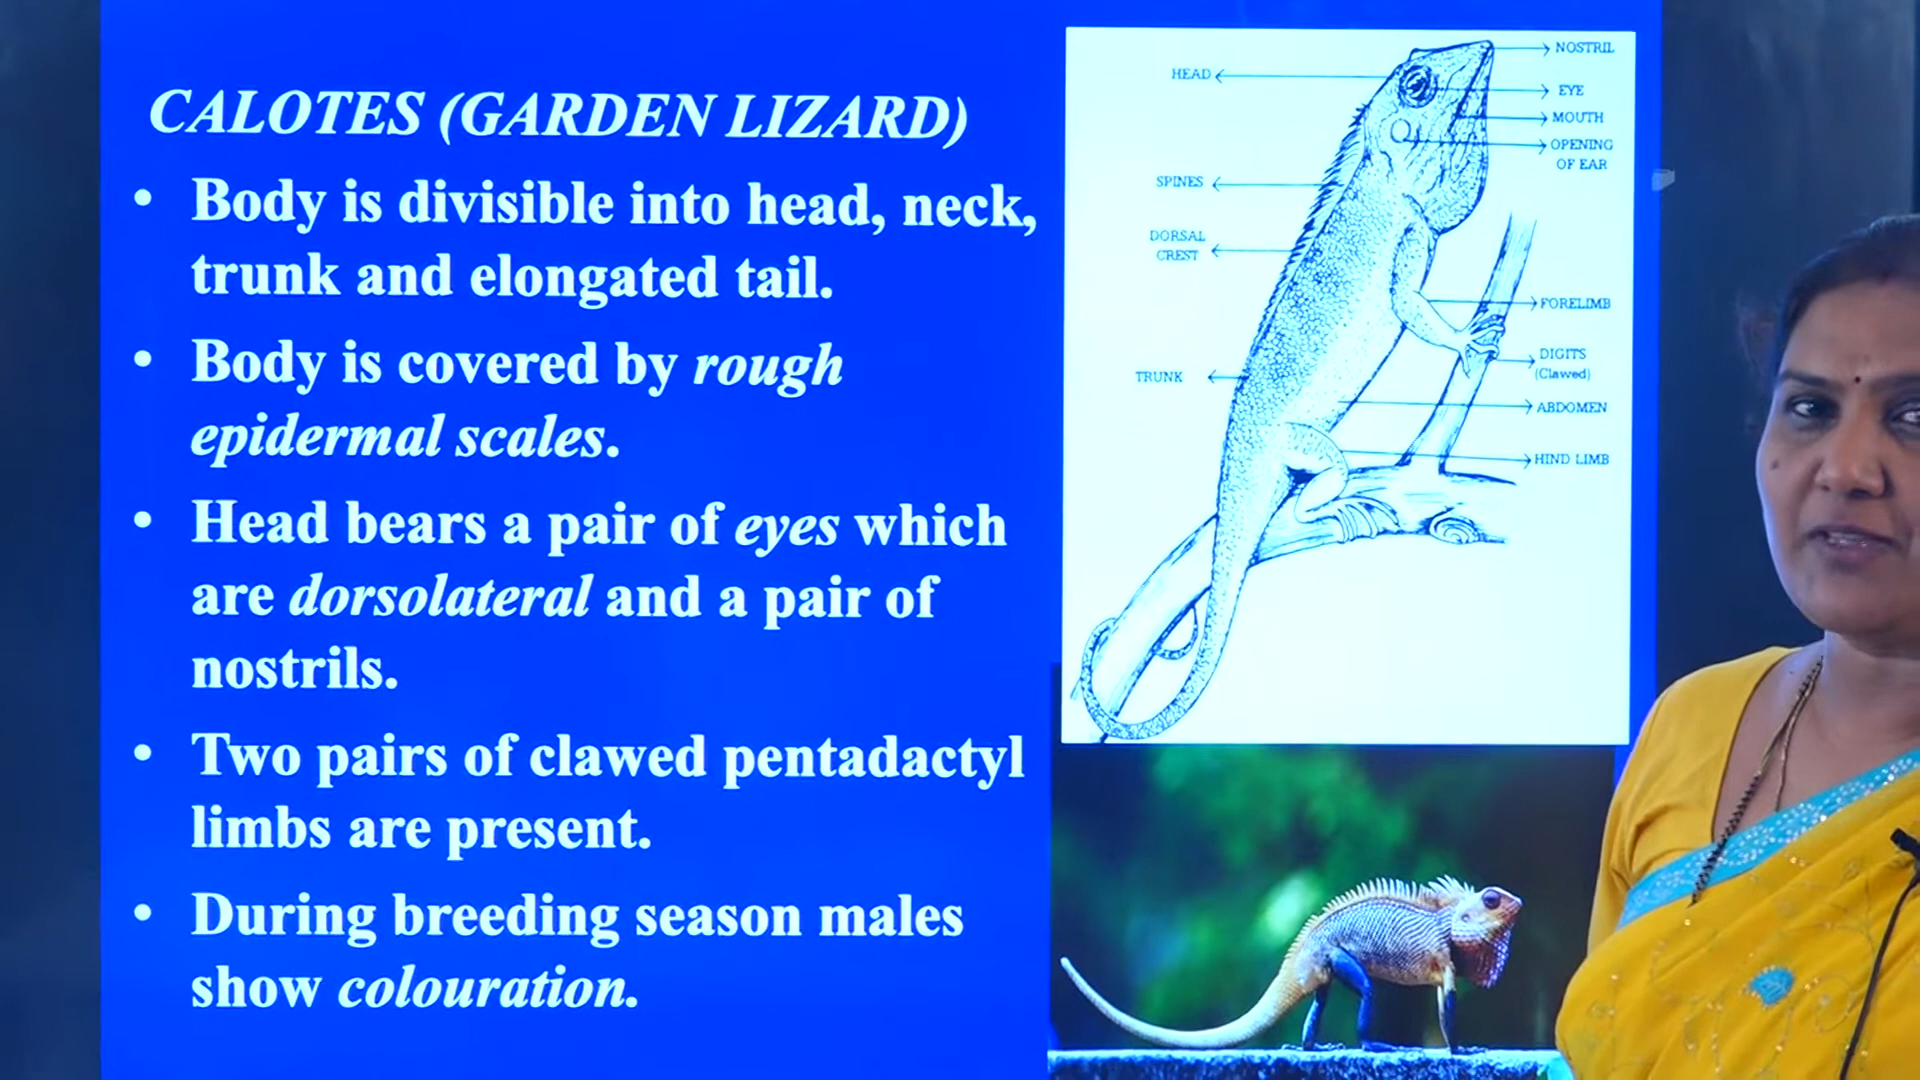 CALOTES (GARDEN LIZARD)
• Body is divisible into head, neck,
trunk and elongated tail.
• Body is covered by rough
epidermal scales.
• Head bears a pair of eyes which
are dorsolateral and a pair of
nostrils.
• Two pairs of clawed pentadactyl
limbs are present.
• During breeding season males
show colouration.
NOSTRIL
HEAD
EYE
MOUTH
OPENING
OF EAR
SPINES
DORSAL
CREST
FORELIMB
DIGITS
(Clawed)
TRUNK
ABDOMEN
HIND LIMB